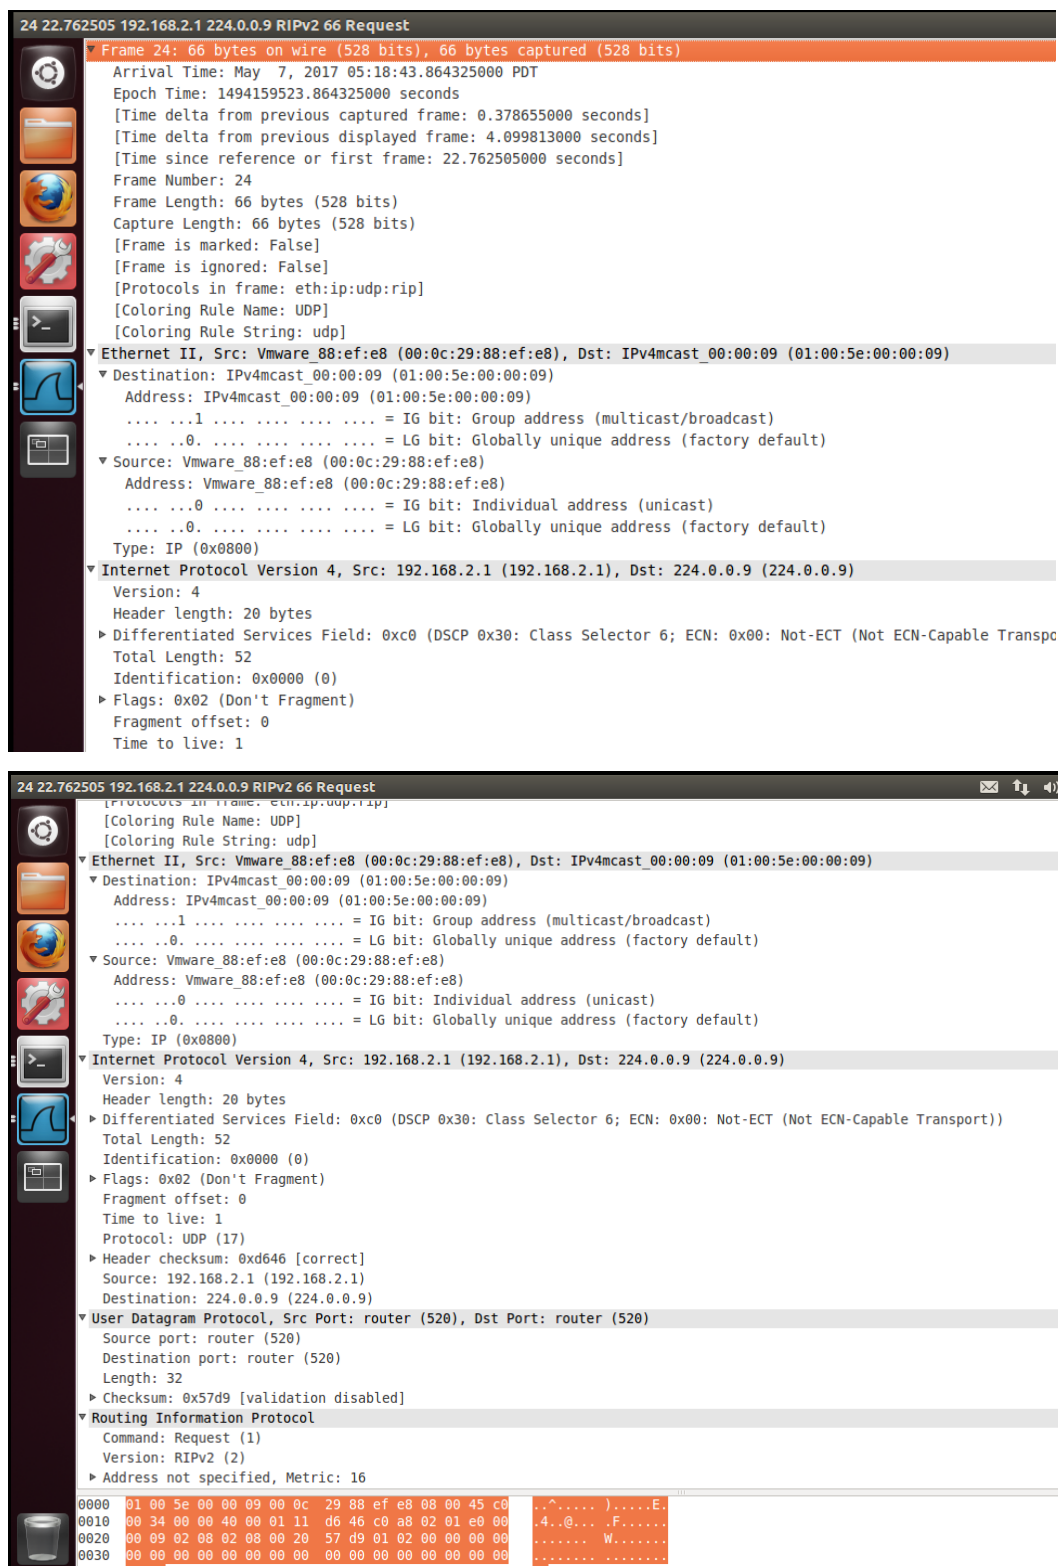 24 22.762505 192.168.2.1 224.0.0.9 RIPv2 66 Request
Frame 24: 66 bytes on wire (528 bits), 66 bytes captured (528 bits)
Arrival Time: May  7, 2017 05:18:43.864325000 PDT
Epoch Time: 1494159523.864325000 seconds
[Time delta from previous captured frame: 0.378655000 seconds]
[Time delta from previous displayed frame: 4.099813000 seconds]
[Time since reference or first frame: 22.762505000 seconds]
Frame Number: 24
Frame Length: 66 bytes (528 bits)
Capture Length: 66 bytes (528 bits)
[Frame is marked: False]
[Frame is ignored: False]
[Protocols in frame: eth:ip:udp:rip]
[Coloring Rule Name: UDP]
[Coloring Rule String: udp]
Ethernet II, Src: Vmware_88:ef:e8 (00:0c:29:88:ef:e8), Dst: IPv4mcast_00:00:09 (01:00:5e:00:00:09)
Destination: IPv4mcast_00:00:09 (01:00:5e:00:00:09)
Address: IPv4mcast_00:00:09 (01:00:5e:00:00:09)
.... ...1 .... .... .... .... = IG bit: Group address (multicast/broadcast)
.... ..0. .... .... .... .... = LG bit: Globally unique address (factory default)
Source: Vmware_88:ef:e8 (00:0c:29:88:ef:e8)
Address: Vmware_88:ef:e8 (00:0c:29:88:ef:e8)
.... ...0 .... .... .... .... = IG bit: Individual address (unicast)
.... ..0. .... .... .... .... = LG bit: Globally unique address (factory default)
Type: IP (0x0800)
Internet Protocol Version 4, Src: 192.168.2.1 (192.168.2.1), Dst: 224.0.0.9 (224.0.0.9)
Version: 4
Header length: 20 bytes
Differentiated Services Field: 0xc0 (DSCP 0x30: Class Selector 6; ECN: 0x00: Not-ECT (Not ECN-Capable Transpo
Total Length: 52
Identification: 0x0000 (0)
Flags: 0x02 (Don't Fragment)
Fragment offset: 0
Time to live: 1
24 22.762505 192.168.2.1 224.0.0.9 RIPv2 66 Request
[Protocols in frame: eth:ip:udp:rip]
[Coloring Rule Name: UDP]
[Coloring Rule String: udp]
Ethernet II, Src: Vmware_88:ef:e8 (00:0c:29:88:ef:e8), Dst: IPv4mcast_00:00:09 (01:00:5e:00:00:09)
Destination: IPv4mcast_00:00:09 (01:00:5e:00:00:09)
Address: IPv4mcast_00:00:09 (01:00:5e:00:00:09)
.... ...1 .... .... .... .... = IG bit: Group address (multicast/broadcast)
.... ..0. .... .... .... .... = LG bit: Globally unique address (factory default)
Source: Vmware_88:ef:e8 (00:0c:29:88:ef:e8)
Address: Vmware_88:ef:e8 (00:0c:29:88:ef:e8)
.... ...0 .... .... .... .... = IG bit: Individual address (unicast)
.... ..0. .... .... .... .... = LG bit: Globally unique address (factory default)
Type: IP (0x0800)
Internet Protocol Version 4, Src: 192.168.2.1 (192.168.2.1), Dst: 224.0.0.9 (224.0.0.9)
Version: 4
Header length: 20 bytes
Differentiated Services Field: 0xc0 (DSCP 0x30: Class Selector 6; ECN: 0x00: Not-ECT (Not ECN-Capable Transport))
Total Length: 52
Identification: 0x0000 (0)
Flags: 0x02 (Don't Fragment)
Fragment offset: 0
Time to live: 1
Protocol: UDP (17)
Header checksum: 0xd646 [correct]
Source: 192.168.2.1 (192.168.2.1)
Destination: 224.0.0.9 (224.0.0.9)
User Datagram Protocol, Src Port: router (520), Dst Port: router (520)
Source port: router (520)
Destination port: router (520)
Length: 32
Checksum: 0x57d9 [validation disabled]
Routing Information Protocol
Command: Request (1)
Version: RIPv2 (2)
Address not specified, Metric: 16
0000  01 00 5e 00 00 09 00 0c  29 88 ef e8 08 00 45 c0  ..^..... ).....E.
0010  00 34 00 00 40 00 01 11  d6 46 c0 a8 02 01 e0 00  .4..@... .F......
0020  00 09 02 08 02 08 00 20  57 d9 01 02 00 00 00 00  ....... W.......
0030  00 00 00 00 00 00 00 00  00 00 00 00 00 00 00 00  ........ ........